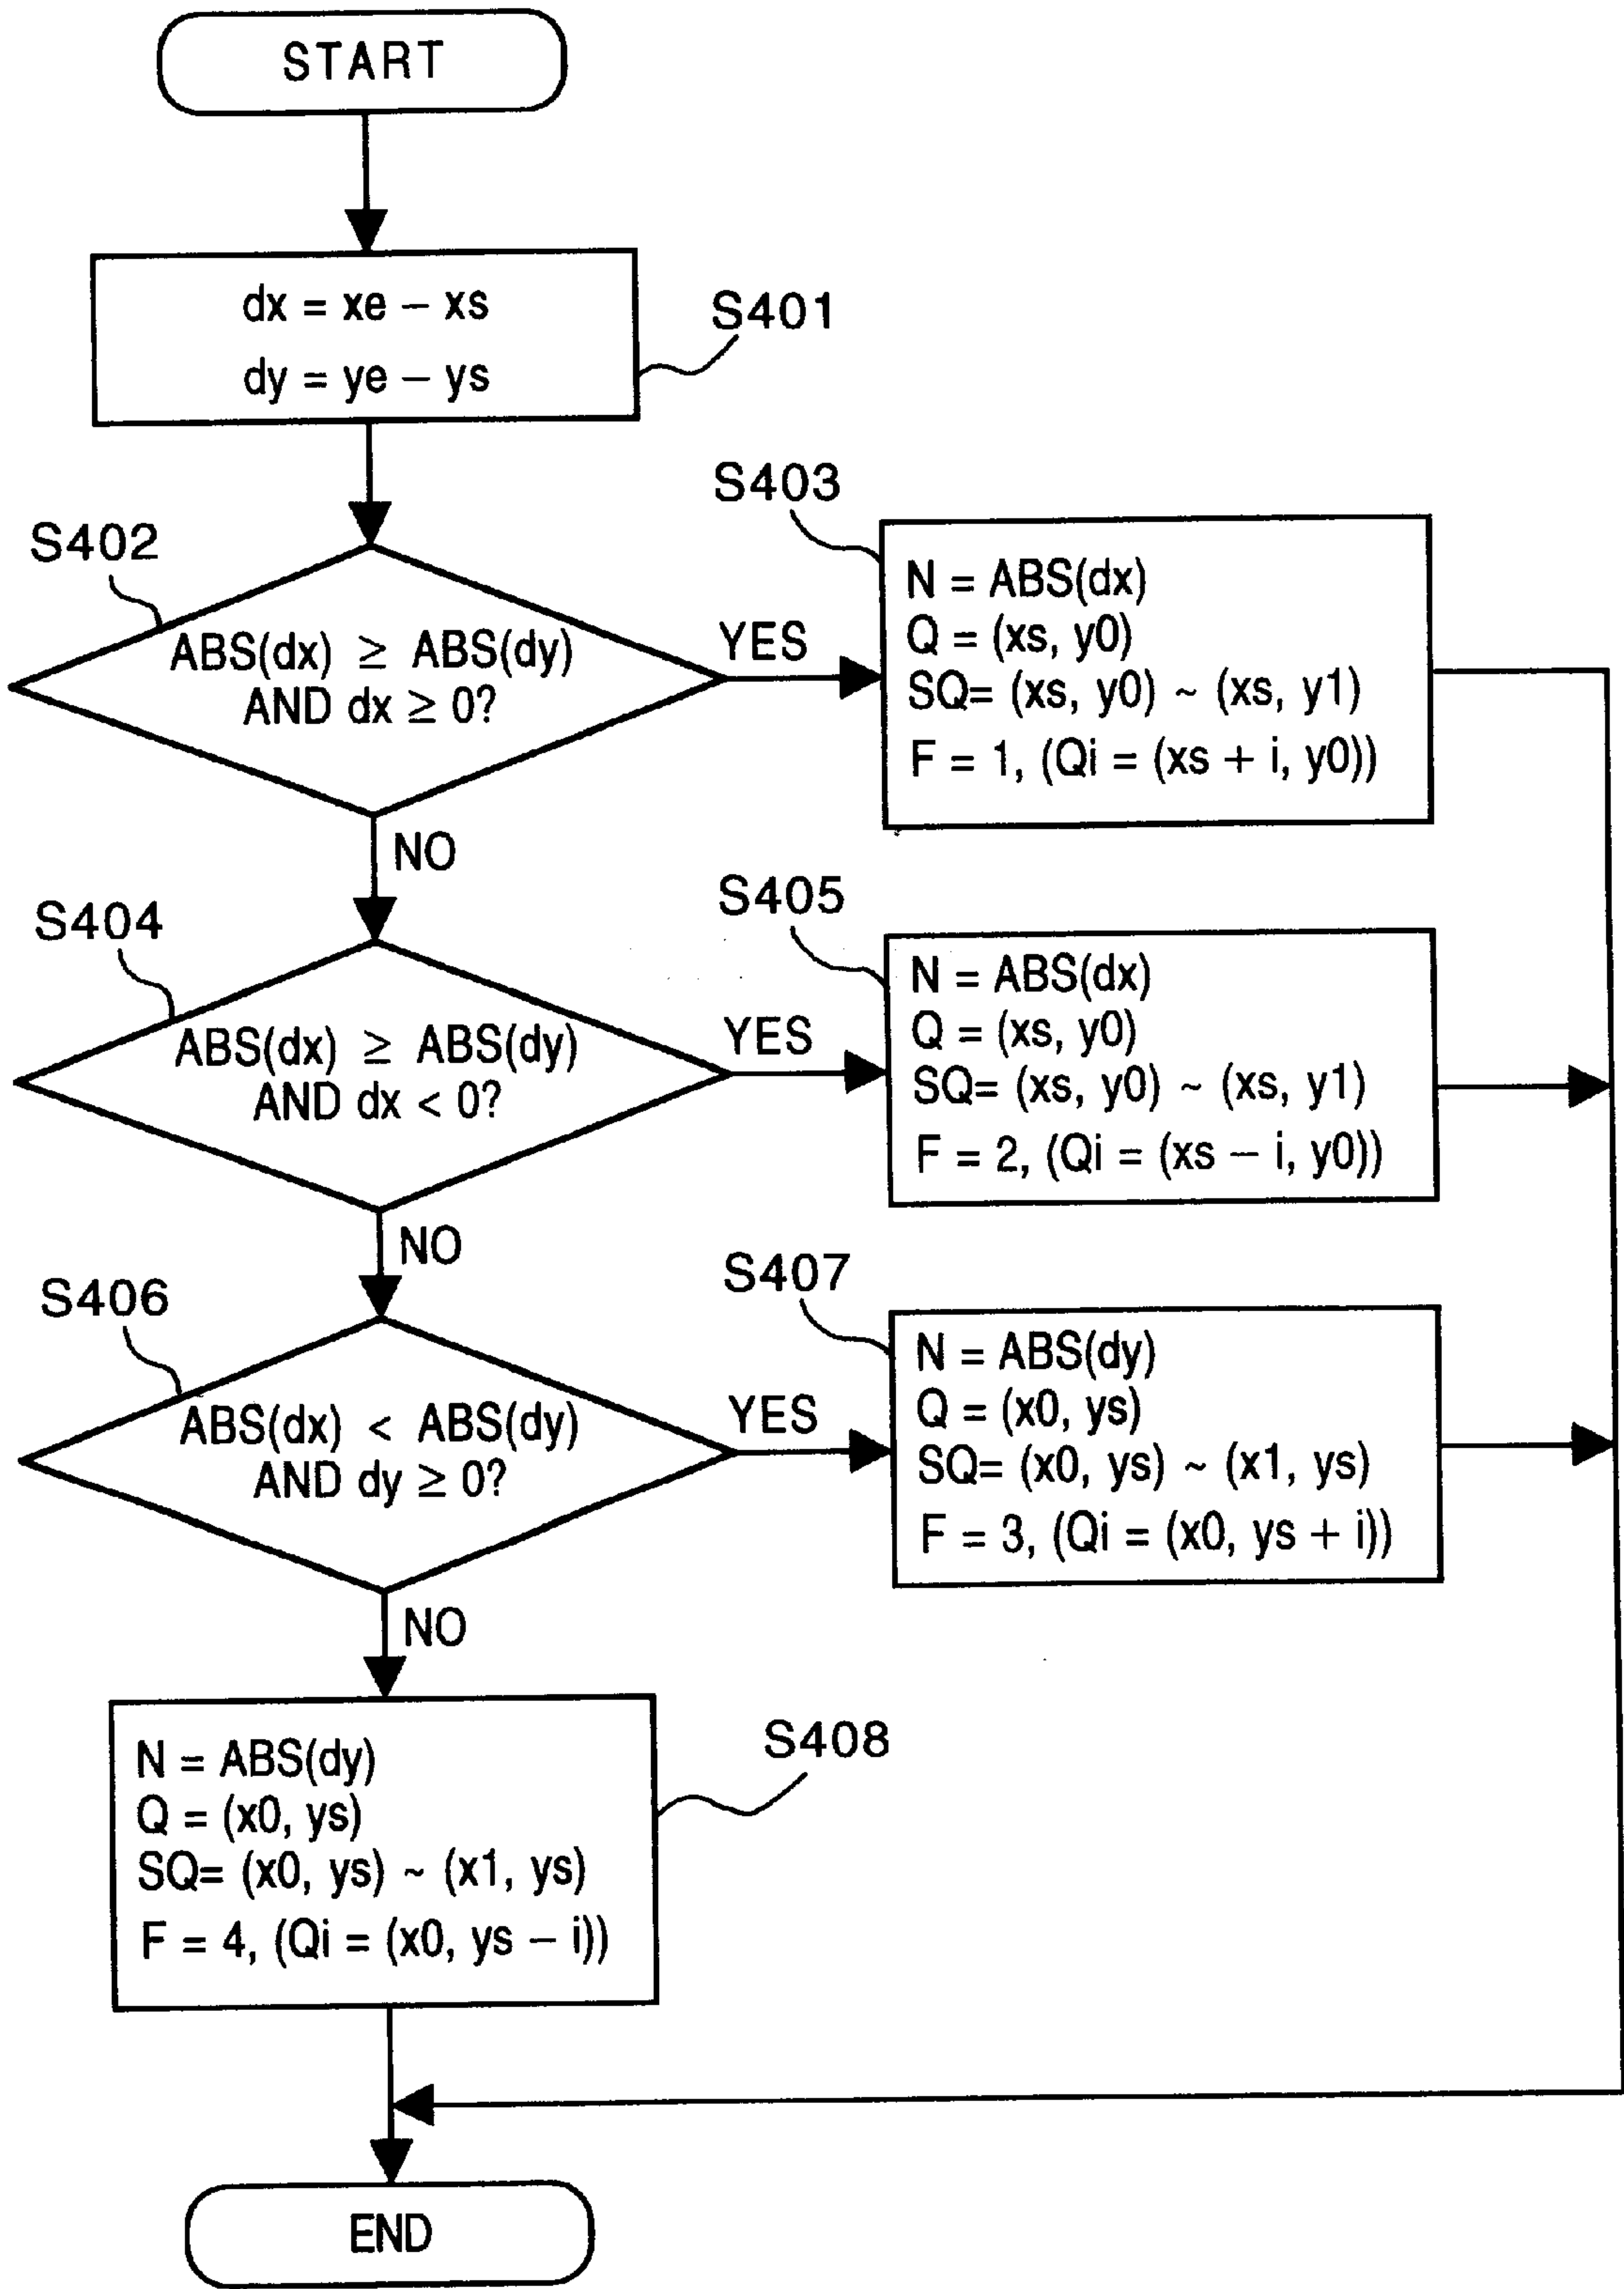 START
dx = xe – xs
dy = ye – ys
S401
S402
ABS(dx) ≥ ABS(dy)
AND dx ≥ 0?
YES
NO
S403
N = ABS(dx)
Q = (xs, y0)
SQ= (xs, y0) ~ (xs, y1)
F = 1, (Qi = (xs + i, y0))
S404
ABS(dx) ≥ ABS(dy)
AND dx < 0?
YES
NO
S405
N = ABS(dx)
Q = (xs, y0)
SQ= (xs, y0) ~ (xs, y1)
F = 2, (Qi = (xs – i, y0))
S406
ABS(dx) < ABS(dy)
AND dy ≥ 0?
YES
NO
S407
N = ABS(dy)
Q = (x0, ys)
SQ= (x0, ys) ~ (x1, ys)
F = 3, (Qi = (x0, ys + i))
S408
N = ABS(dy)
Q = (x0, ys)
SQ= (x0, ys) ~ (x1, ys)
F = 4, (Qi = (x0, ys – i))
END